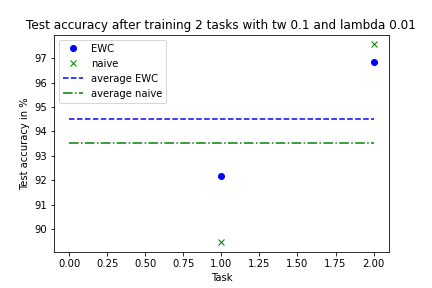 Test accuracy after training 2 tasks with tw 0.1 and lambda 0.01
EWC
naive
average EWC
average naive
Test accuracy in %
97
96
95
94
93
92
91
90
0.00 0.25 0.50 0.75 1.00 1.25 1.50 1.75 2.00
Task